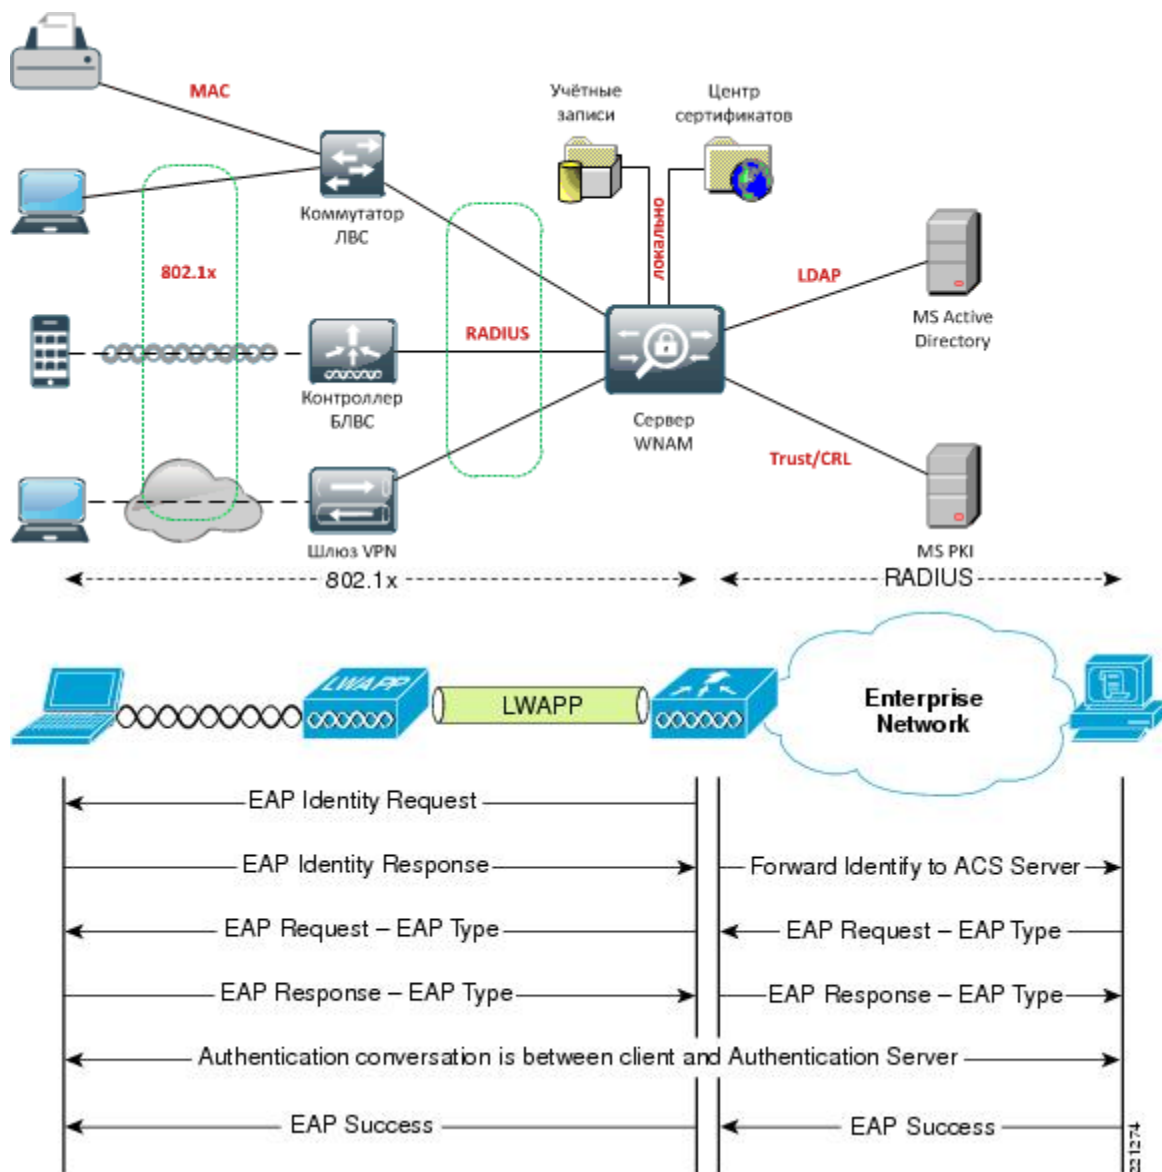 MAC
Учётные
записи
Центр
сертификатов
Коммутатор
ЛВС
802.1x
локально
LDAP
RADIUS
MS Active
Directory
Контроллер
БЛВС
Сервер
WNAM
Trust/CRL
Шлюз VPN
MS PKI
802.1x
RADIUS
LWAPP
LWAPP
Enterprise
Network
EAP Identity Request
EAP Identity Response
Forward Identify to ACS Server
EAP Request – EAP Type
EAP Request – EAP Type
EAP Response – EAP Type
EAP Response – EAP Type
Authentication conversation is between client and Authentication Server
EAP Success
EAP Success
221274